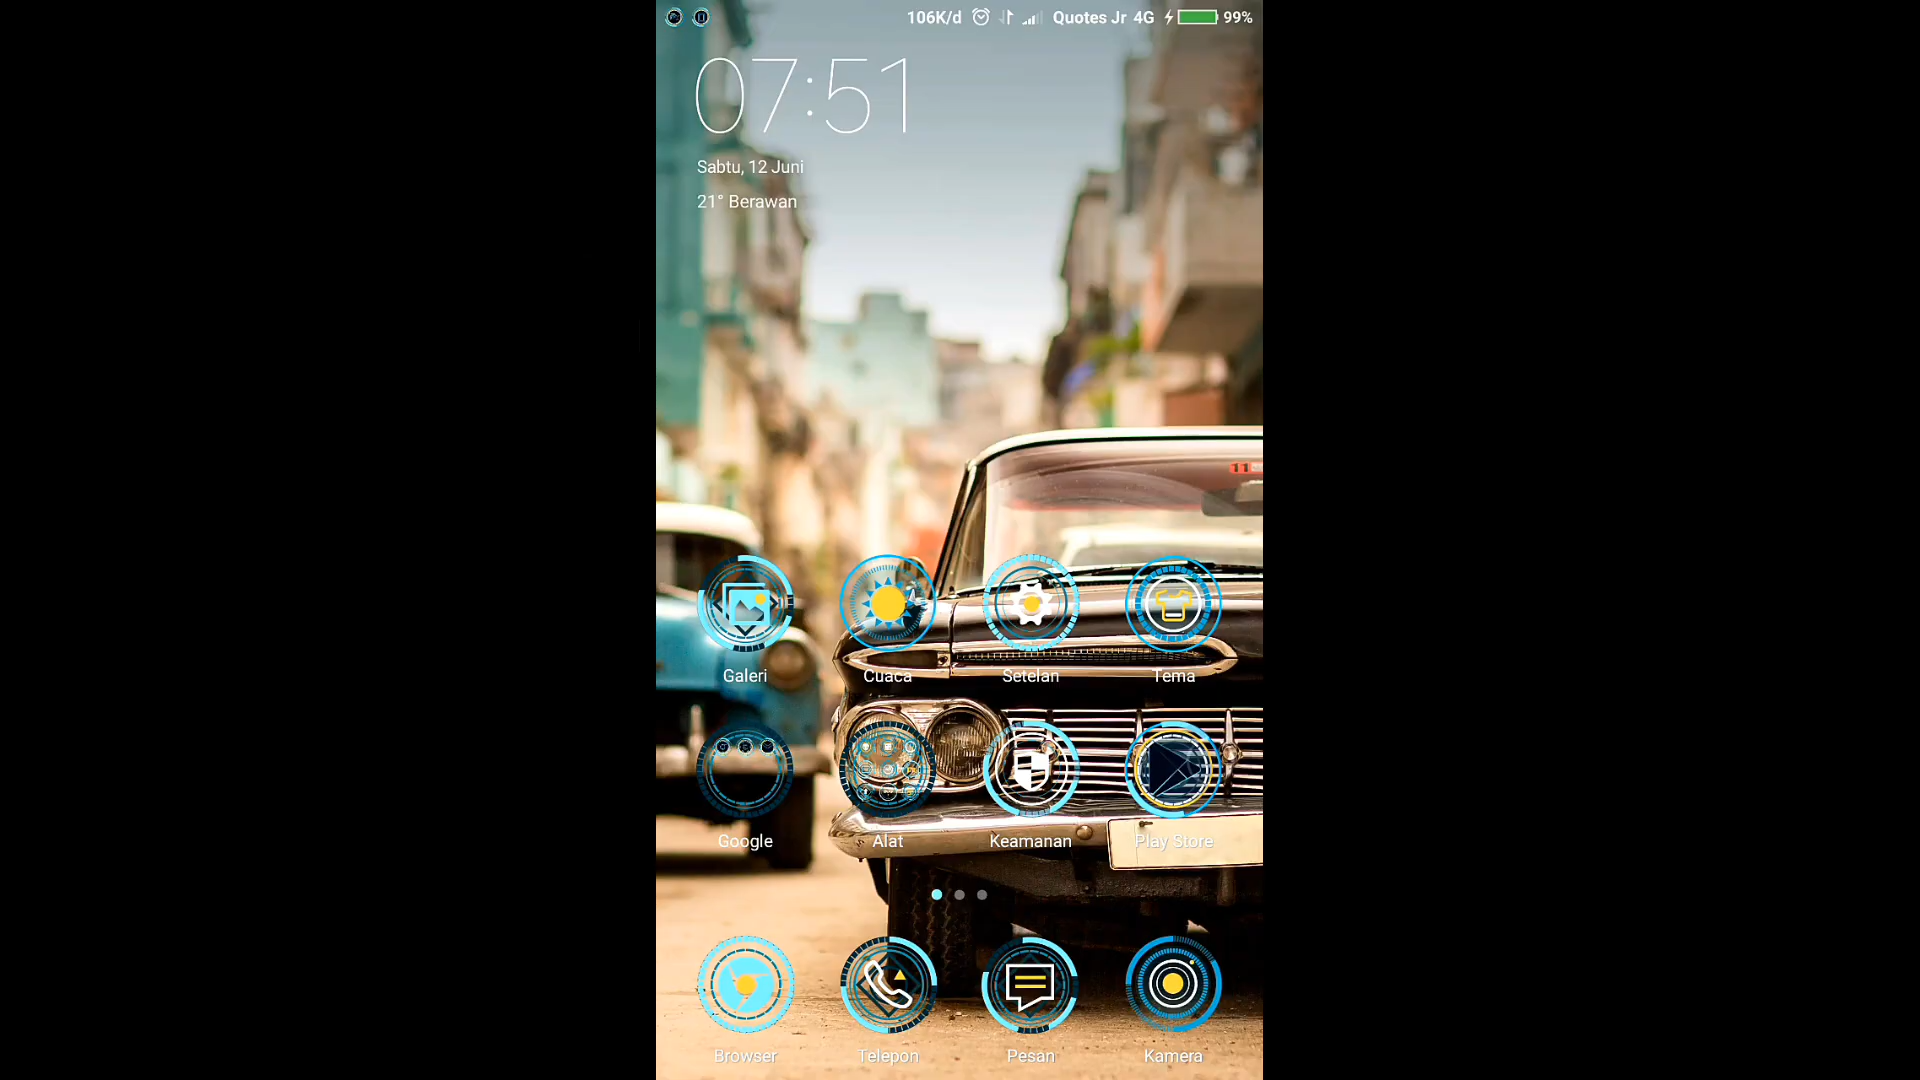 106K/d Quotes Jr 4G 99%
07:51
Sabtu, 12 Juni
21° Berawan
11
Galeri Cuaca Setelan Tema
Google Alat Keamanan Play Store
Browser Telepon Pesan Kamera